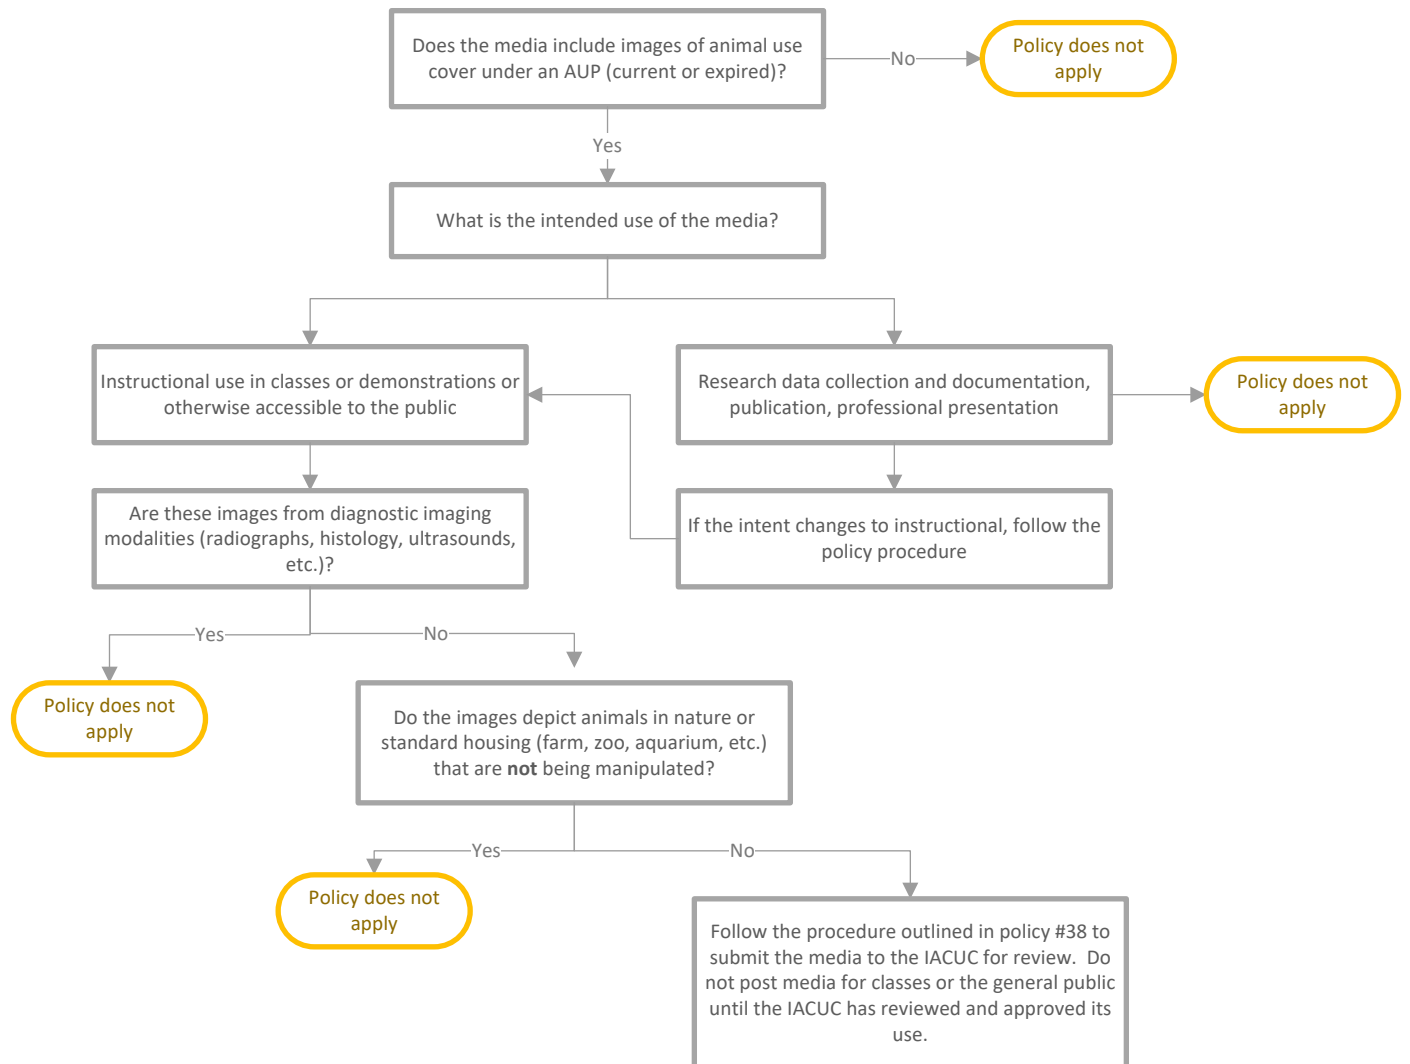 Does the media include images of animal use
cover under an AUP (current or expired)?
No
Policy does not
apply
Yes
What is the intended use of the media?
Instructional use in classes or demonstrations or
otherwise accessible to the public
Research data collection and documentation,
publication, professional presentation
Policy does not
apply
Are these images from diagnostic imaging
modalities (radiographs, histology, ultrasounds,
etc.)?
If the intent changes to instructional, follow the
policy procedure
Yes
No
Policy does not
apply
Do the images depict animals in nature or
standard housing (farm, zoo, aquarium, etc.)
that are not being manipulated?
Yes
No
Policy does not
apply
Follow the procedure outlined in policy #38 to
submit the media to the IACUC for review.  Do
not post media for classes or the general public
until the IACUC has reviewed and approved its
use.